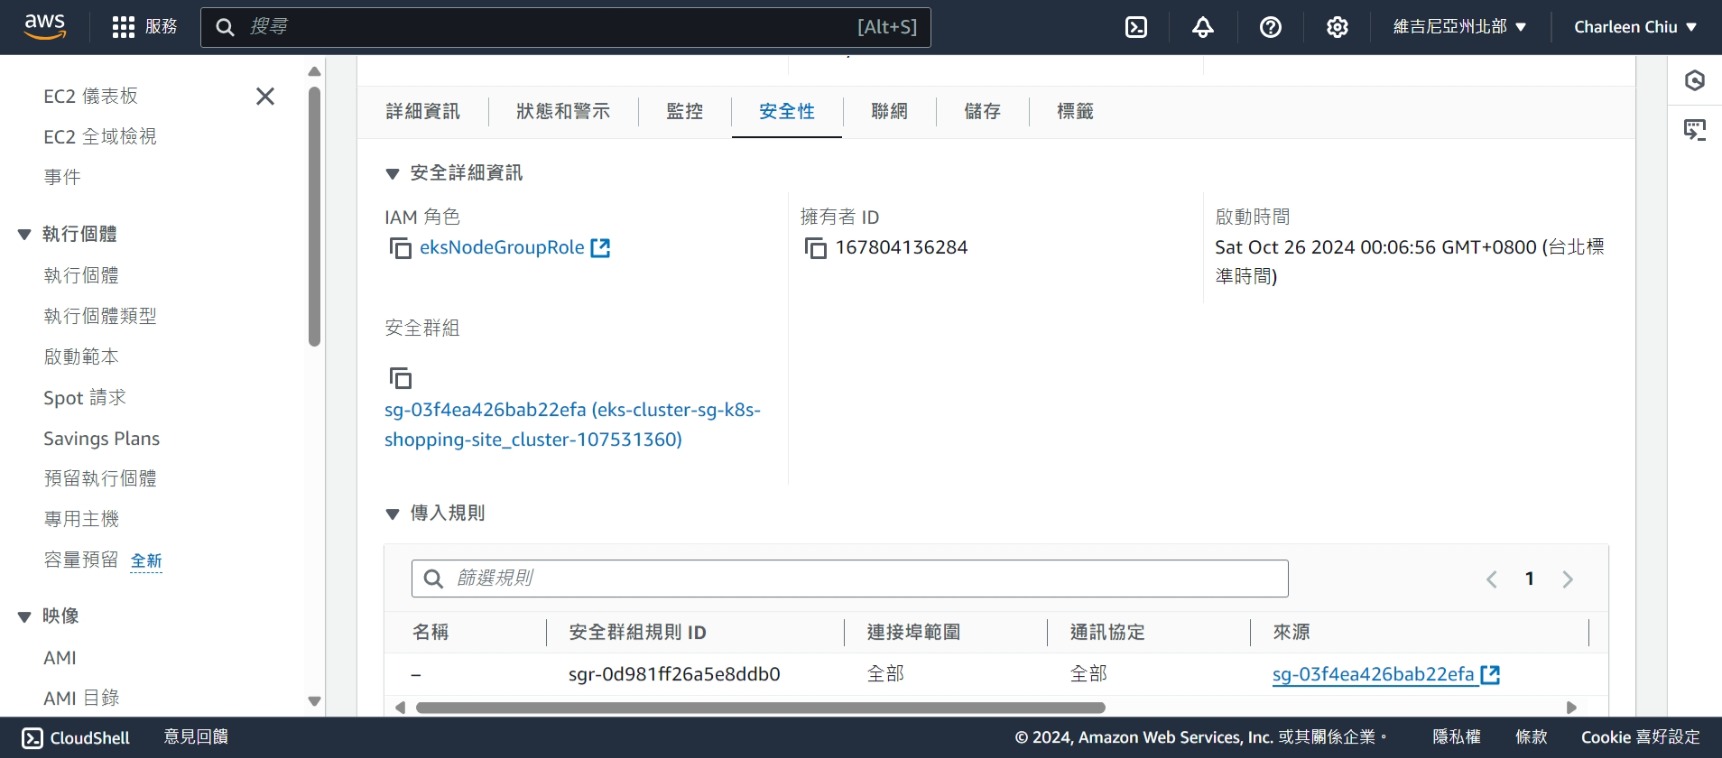 aws
服務
搜尋
[Alt+S]
維吉尼亞州北部
Charleen Chiu
EC2 儀表板
EC2 全域檢視
事件
執行個體
執行個體
執行個體類型
啟動範本
Spot 請求
Savings Plans
預留執行個體
專用主機
容量預留 全新
映像
AMI
AMI 目錄
詳細資訊
狀態和警示
監控
安全性
聯網
儲存
標籤
安全詳細資訊
IAM 角色
eksNodeGroupRole
擁有者 ID
167804136284
啟動時間
Sat Oct 26 2024 00:06:56 GMT+0800 (台北標
準時間)
安全群組
sg-03f4ea426bab22efa (eks-cluster-sg-k8s-
shopping-site_cluster-107531360)
傳入規則
篩選規則
1
名稱
安全群組規則 ID
連接埠範圍
通訊協定
來源
–
sgr-0d981ff26a5e8ddb0
全部
全部
sg-03f4ea426bab22efa
CloudShell
意見回饋
© 2024, Amazon Web Services, Inc. 或其關係企業。
隱私權
條款
Cookie 喜好設定